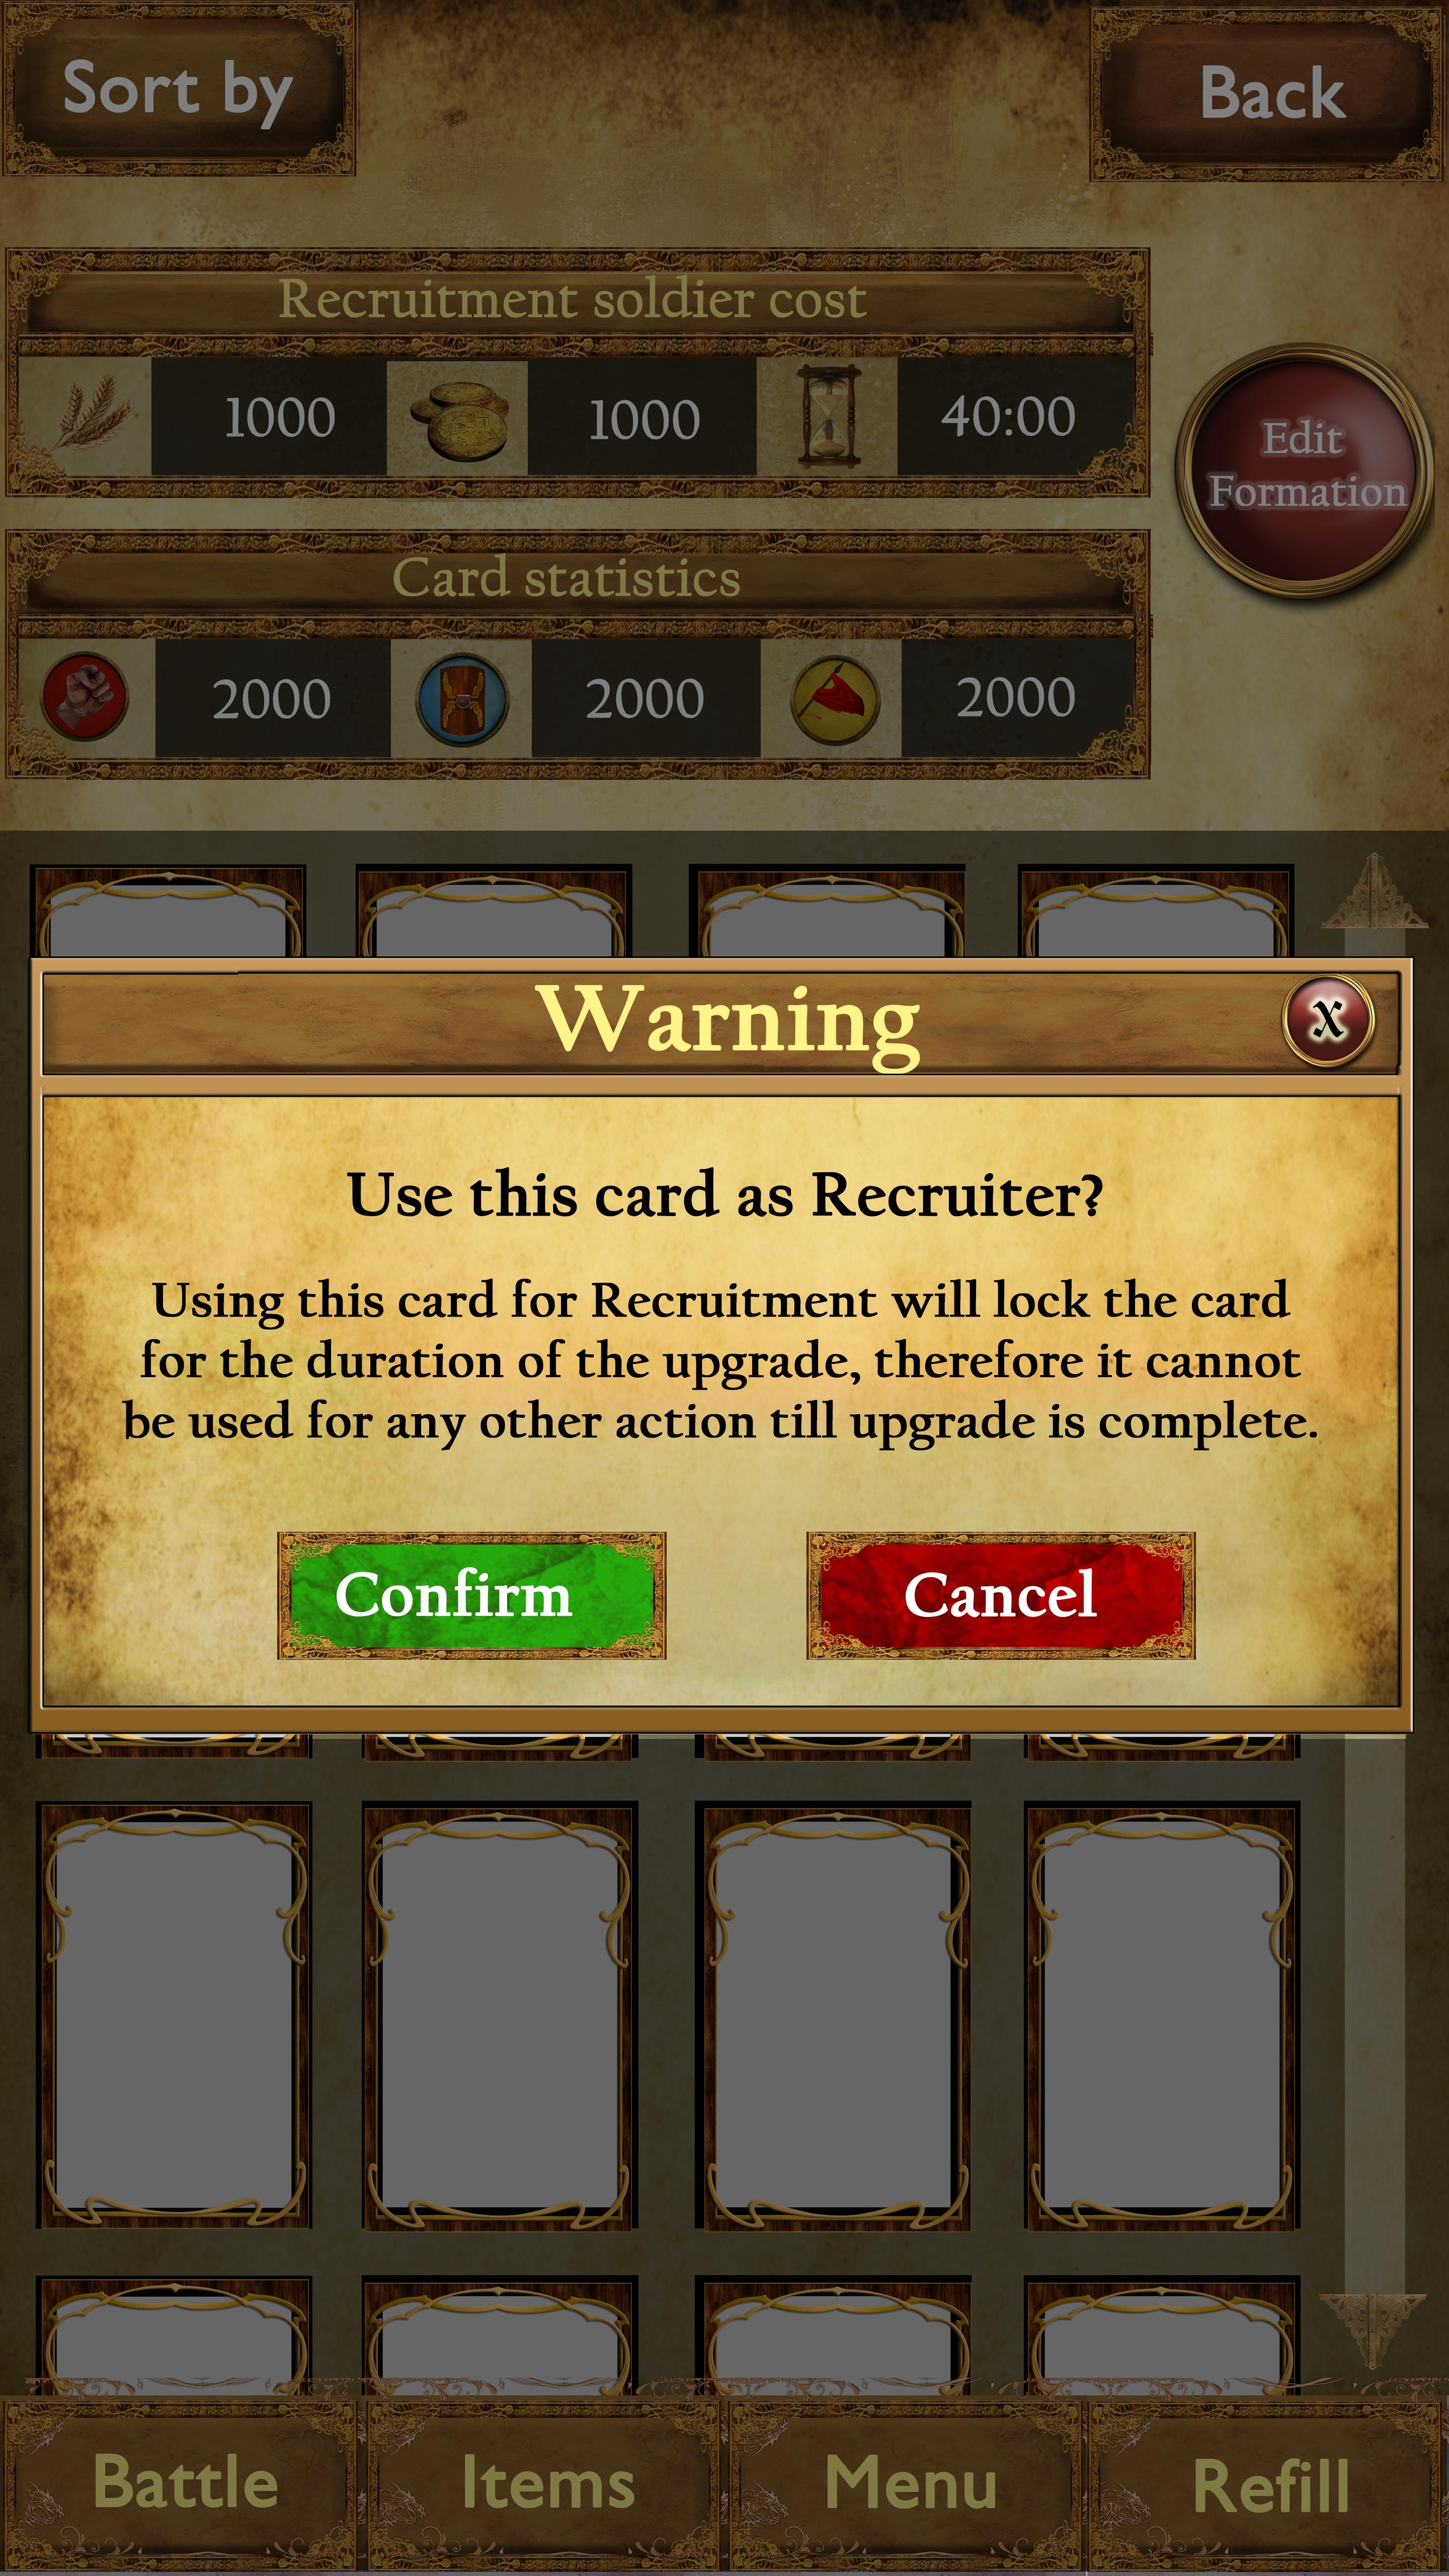 Sort by
Back
Recruitment soldier cost
1000
1000
40:00
Edit
Formation
Card statistics
2000
2000
2000
Warning
X
Use this card as Recruiter?
Using this card for Recruitment will lock the card
for the duration of the upgrade, therefore it cannot
be used for any other action till upgrade is complete.
Confirm
Cancel
Battle
Items
Menu
Refill